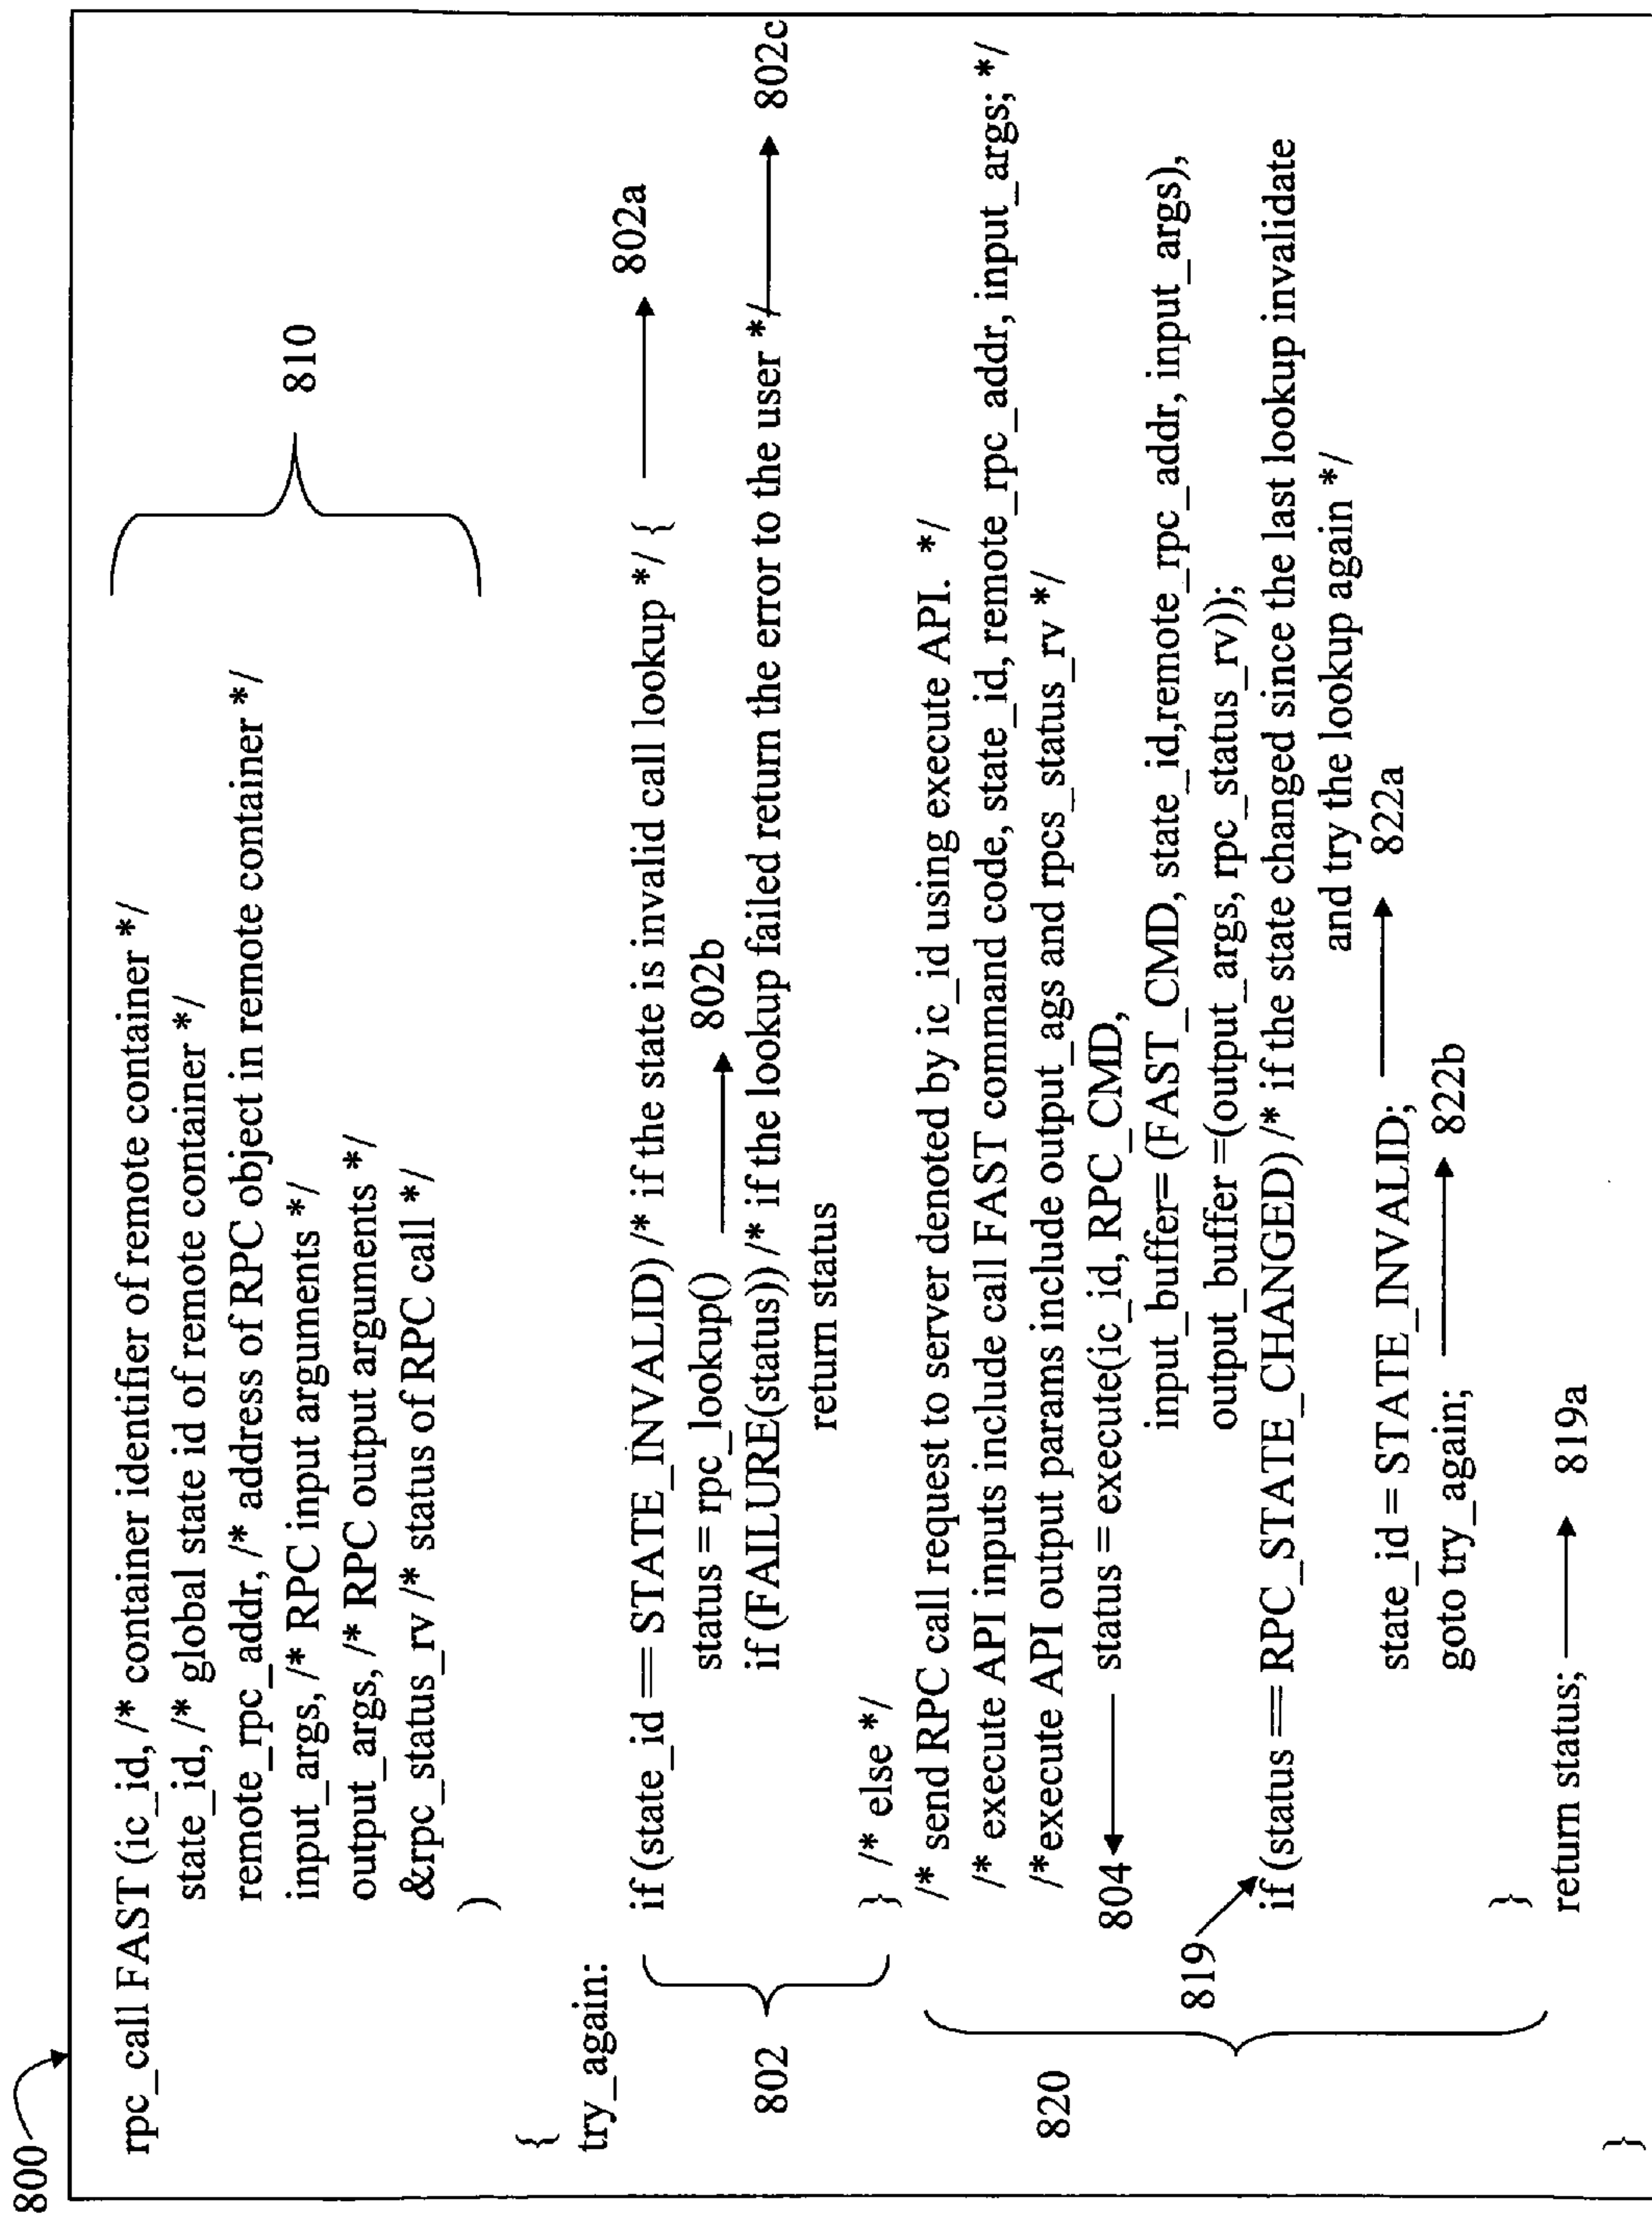 800
rpc_call FAST (ic_id, /* container identifier of remote container */
state_id, /* global state id of remote container */
remote_rpc_addr, /* address of RPC object in remote container */
input_args, /* RPC input arguments */
output_args, /* RPC output arguments */
&rpc_status_rv /* status of RPC call */
)
810
{
try_again:
if (state_id == STATE_INVALID) /* if the state is invalid call lookup */ { 802a
status = rpc_lookup() 802b
if (FAILURE(status)) /* if the lookup failed return the error to the user */ 802c
return status
802
} /* else */
/* send RPC call request to server denoted by ic_id using execute API. */
/* execute API inputs include call FAST command code, state_id, remote_rpc_addr, input_args; */
/*execute API output params include output_ags and rpcs_status_rv */
804 status = execute(ic_id, RPC_CMD,
input_buffer= (FAST_CMD, state_id,remote_rpc_addr, input_args),
output_buffer =(output_args, rpc_status_rv));
819
if (status == RPC_STATE_CHANGED) /* if the state changed since the last lookup invalidate
and try the lookup again */
820
state_id = STATE_INVALID; 822a
goto try_again; 822b
}
return status; 819a
}